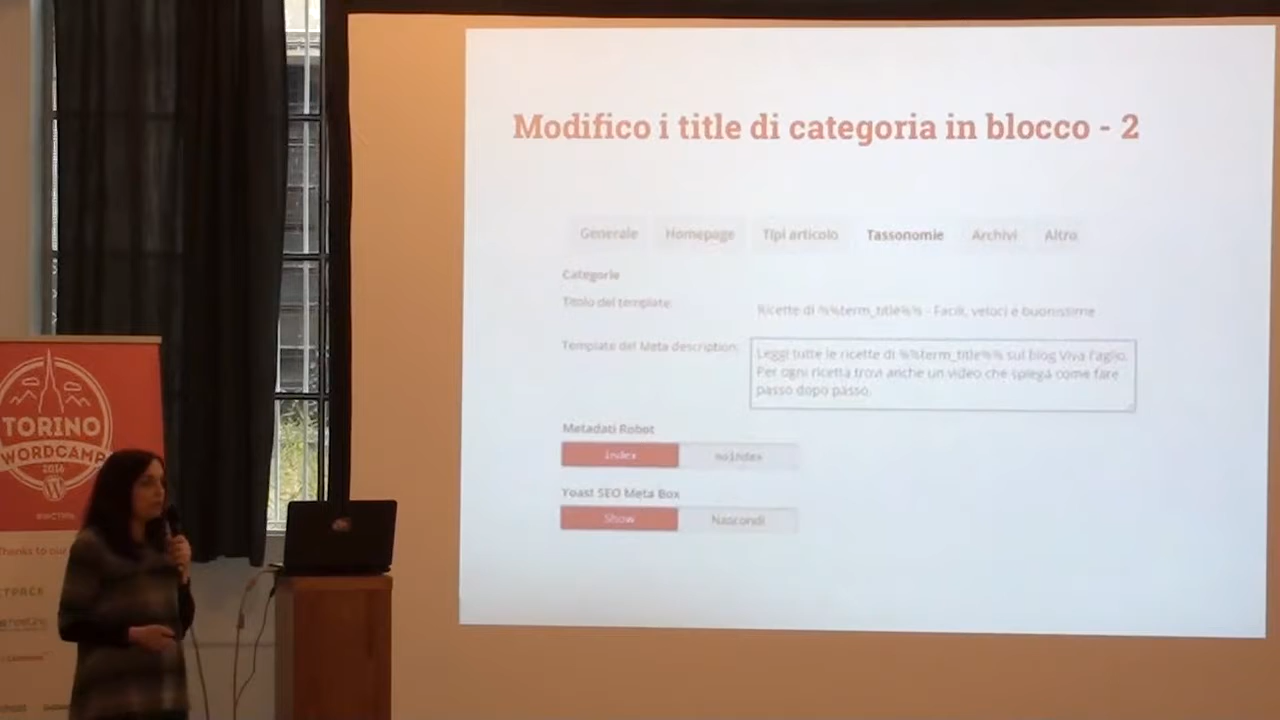 Modifico i title di categoria in blocco - 2
Generale Homepage Tipi articolo Tassonomie Archivi Altro
Categorie
Titolo del template:
Ricette di %%term_title%% - Facili, veloci e buonissime
Template del Meta description:
Leggi tutte le ricette di %%term_title%% sul blog Viva l'aglio.
Per ogni ricetta trovi anche un video che spiega come fare
passo dopo passo.
Metadati Robot
index noindex
Yoast SEO Meta Box
Show Nascondi
TORINO
WORDCAMP
2016
Thanks to our